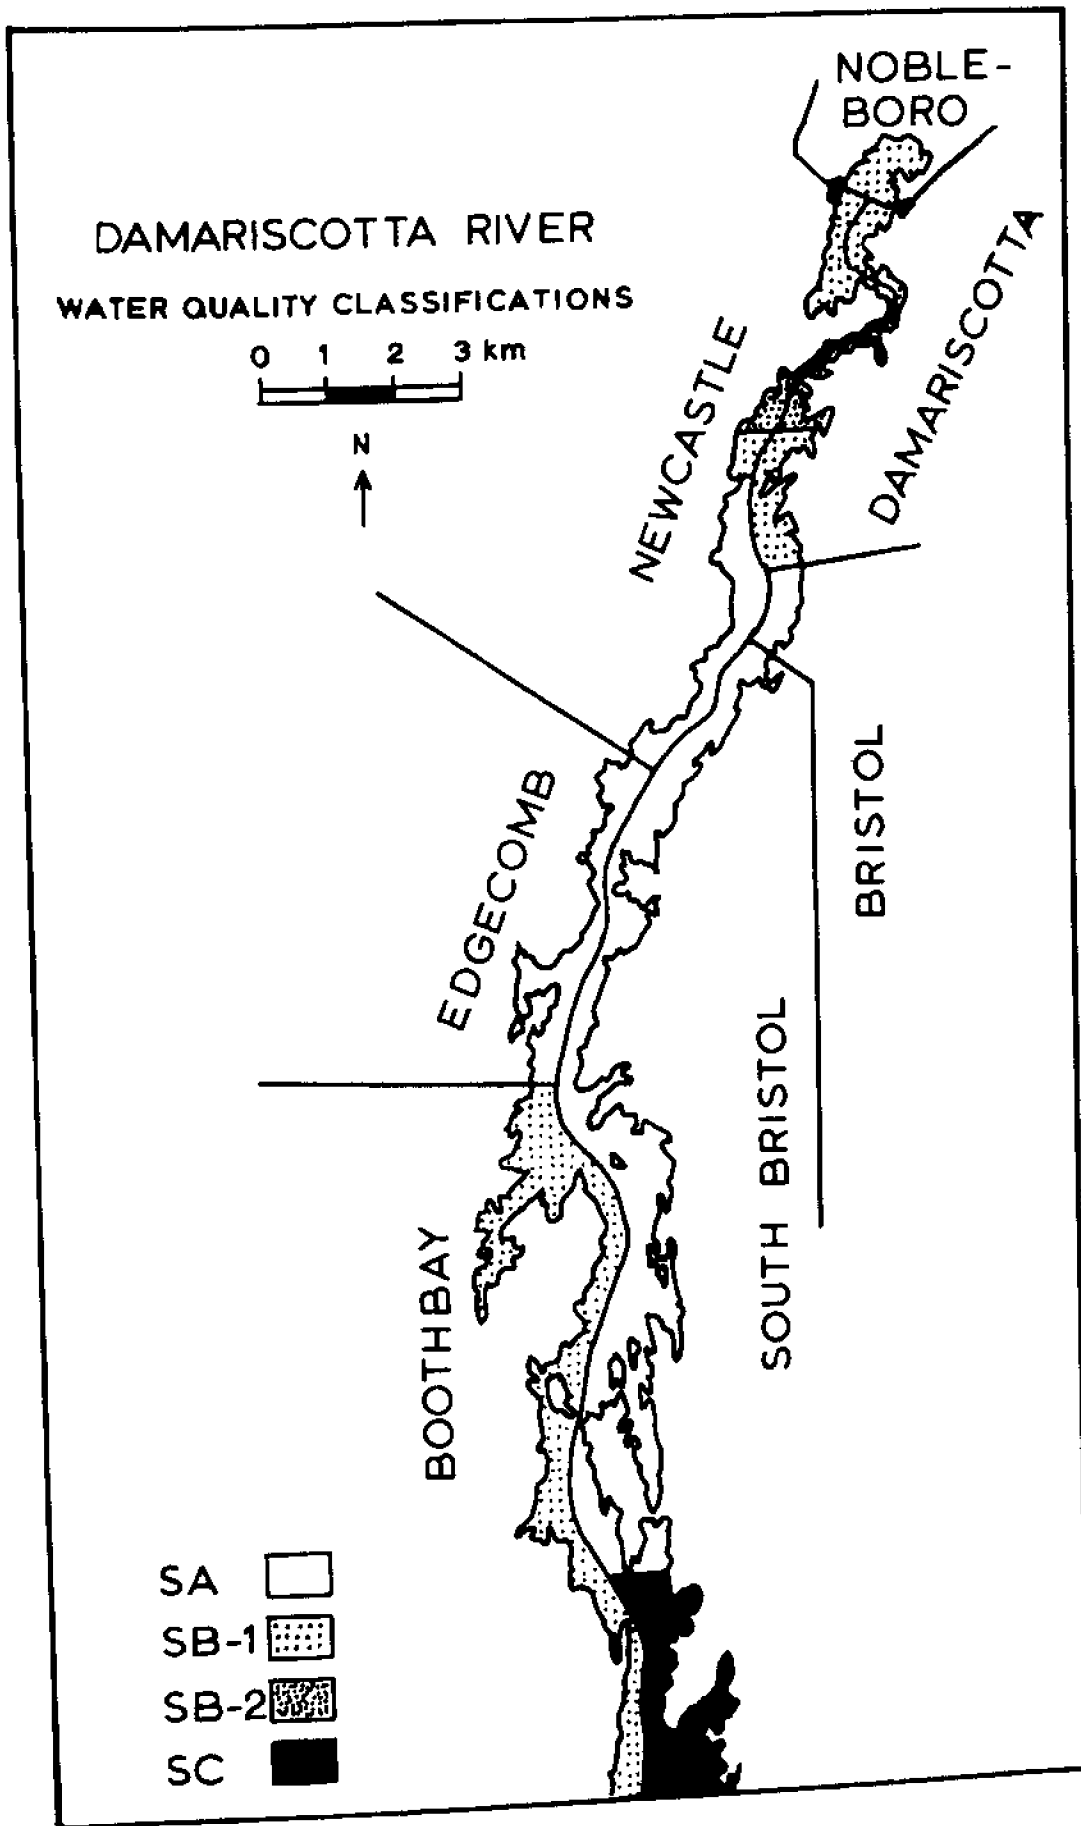 NOBLE-
BORO
DAMARISCOTTA RIVER
WATER QUALITY CLASSIFICATIONS
0 1 2 3 km
N
DAMARISCOTTA
NEWCASTLE
BRISTOL
EDGECOMB
SOUTH BRISTOL
BOOTHBAY
SA
SB-1
SB-2
SC